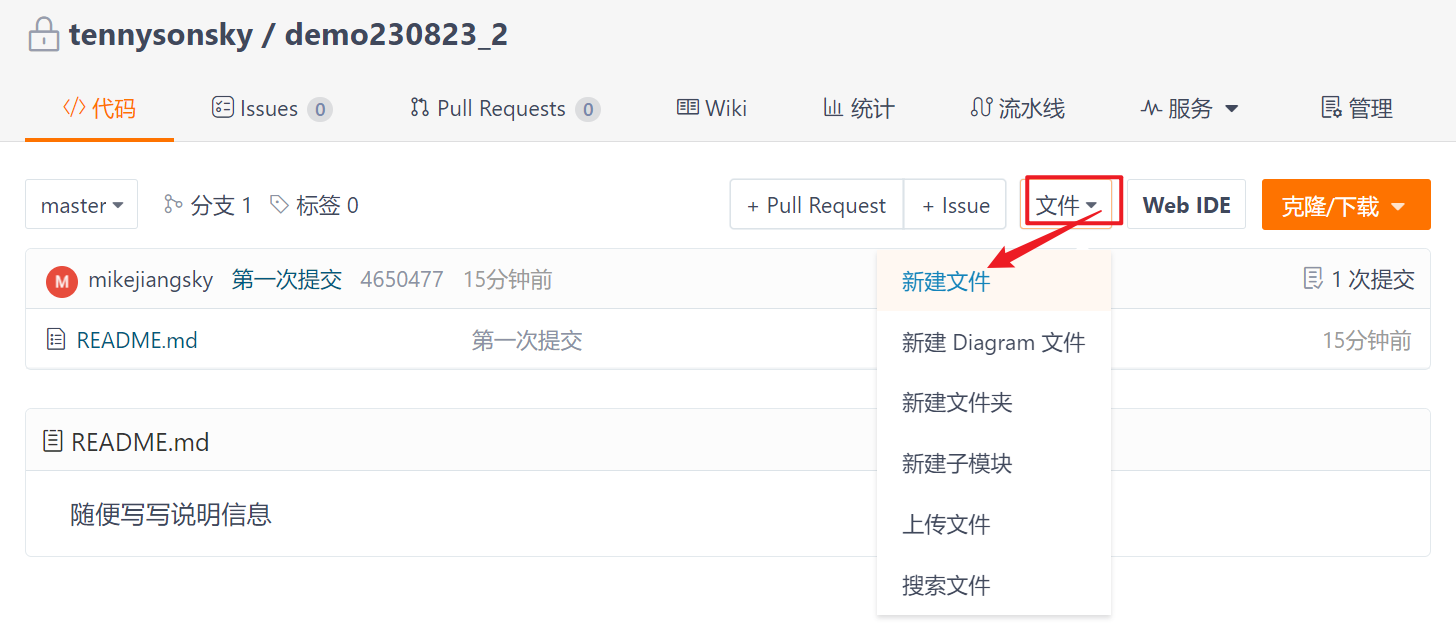 tennysonsky / demo230823_2
</> 代码 Issues 0 Pull Requests 0 Wiki 统计 流水线 服务 管理
master 分支 1 标签 0 + Pull Request + Issue 文件 Web IDE 克隆/下载
M mikejiangsky 第一次提交 4650477 15分钟前 1 次提交
README.md 第一次提交 15分钟前
新建文件
新建 Diagram 文件
新建文件夹
新建子模块
上传文件
搜索文件
README.md
随便写写说明信息